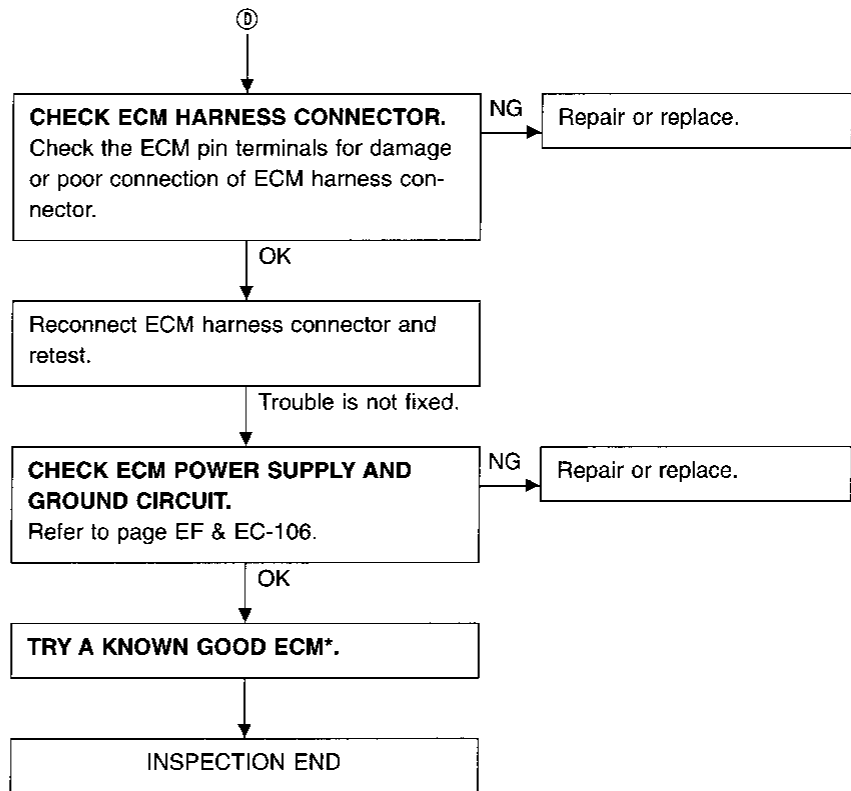 Ⓓ
CHECK ECM HARNESS CONNECTOR.
Check the ECM pin terminals for damage
or poor connection of ECM harness con-
nector.
NG
Repair or replace.
OK
Reconnect ECM harness connector and
retest.
Trouble is not fixed.
CHECK ECM POWER SUPPLY AND
GROUND CIRCUIT.
Refer to page EF & EC-106.
NG
Repair or replace.
OK
TRY A KNOWN GOOD ECM*.
INSPECTION END